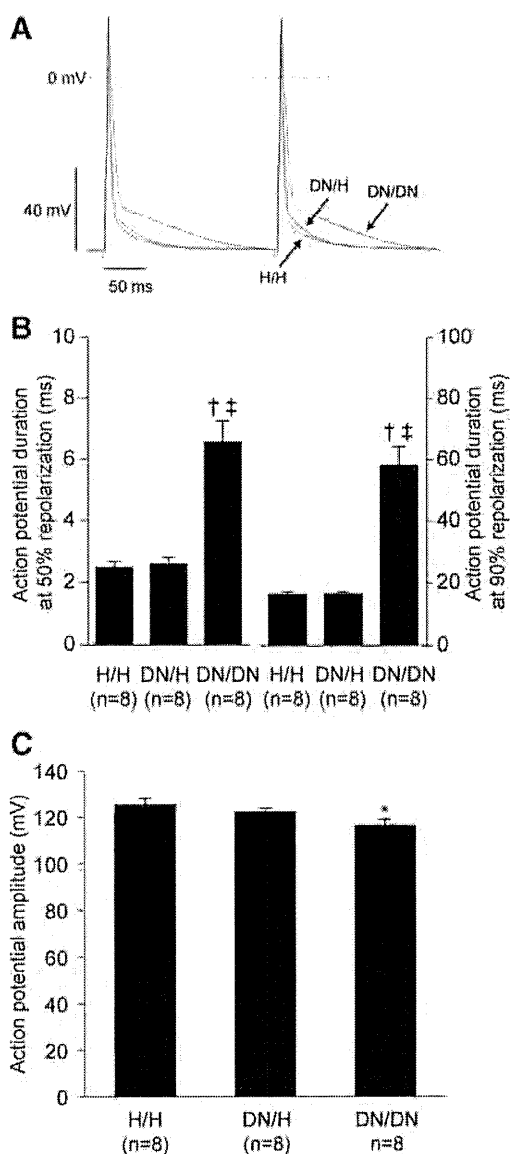 A
0 mV
40 mV
50 ms
DN/H
DN/DN
H/H
B
Action potential duration
at 50% repolarization (ms)
10
8
6
4
2
0
† ‡
† ‡
100
80
60
40
20
0
Action potential duration
at 90% repolarization (ms)
H/H DN/H DN/DN H/H DN/H DN/DN
(n=8) (n=8) (n=8) (n=8) (n=8) (n=8)
C
Action potential amplitude (mV)
140
120
100
80
60
40
20
0
*
H/H DN/H DN/DN
(n=8) (n=8) n=8